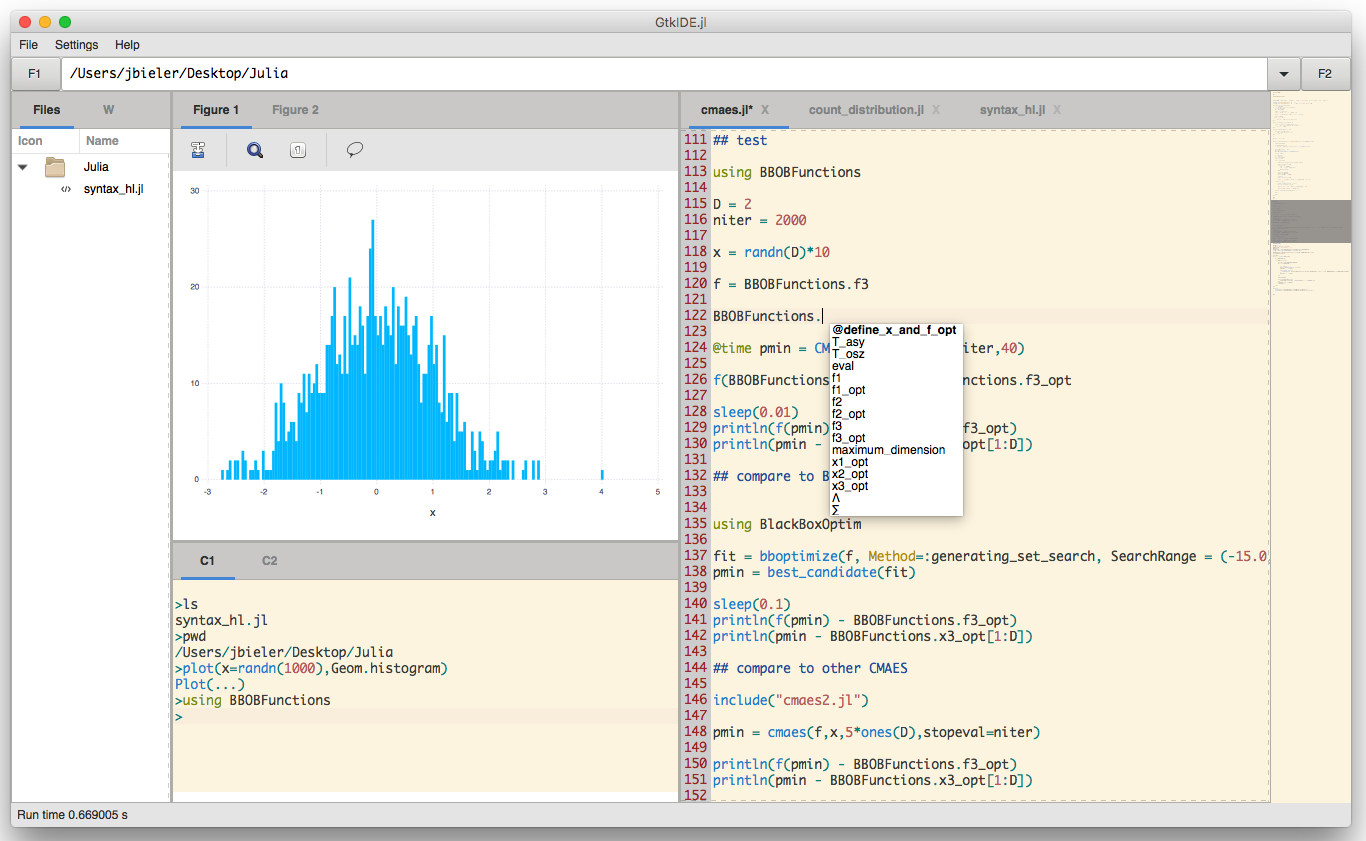 GtkIDE.jl
File Settings Help
F1 /Users/jbieler/Desktop/Julia F2
Files W
Icon Name
Julia
syntax_hl.jl
Figure 1 Figure 2
30
20
10
0
-3 -2 -1 0 1 2 3 4 5
x
C1 C2
>ls
syntax_hl.jl
>pwd
/Users/jbieler/Desktop/Julia
>plot(x=randn(1000),Geom.histogram)
Plot(...)
>using BBOBFunctions
>
cmaes.jl* X count_distribution.jl X syntax_hl.jl X
111 ## test
112
113 using BBOBFunctions
114
115 D = 2
116 niter = 2000
117
118 x = randn(D)*10
119
120 f = BBOBFunctions.f3
121
122 BBOBFunctions.
123
124 @time pmin = CM iter,40)
125
126 f(BBOBFunctions nctions.f3_opt
127
128 sleep(0.01)
129 println(f(pmin) f3_opt)
130 println(pmin - opt[1:D])
131
132 ## compare to B
133
134
135 using BlackBoxOptim
136
137 fit = bboptimize(f, Method=:generating_set_search, SearchRange = (-15.0,
138 pmin = best_candidate(fit)
139
140 sleep(0.1)
141 println(f(pmin) - BBOBFunctions.f3_opt)
142 println(pmin - BBOBFunctions.x3_opt[1:D])
143
144 ## compare to other CMAES
145
146 include("cmaes2.jl")
147
148 pmin = cmaes(f,x,5*ones(D),stopeval=niter)
149
150 println(f(pmin) - BBOBFunctions.f3_opt)
151 println(pmin - BBOBFunctions.x3_opt[1:D])
152
@define_x_and_f_opt
T_asy
T_osz
eval
f1
f1_opt
f2
f2_opt
f3
f3_opt
maximum_dimension
x1_opt
x2_opt
x3_opt
Λ
Σ
Run time 0.669005 s